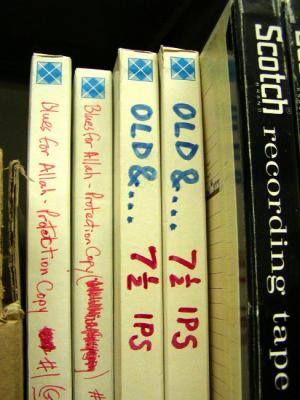 Blues for Allah - Protection Copy #1
Blues for Allah - Protection Copy #
OLD &... 7½ IPS
OLD &... 7½ IPS
Scotch BRAND recording tape